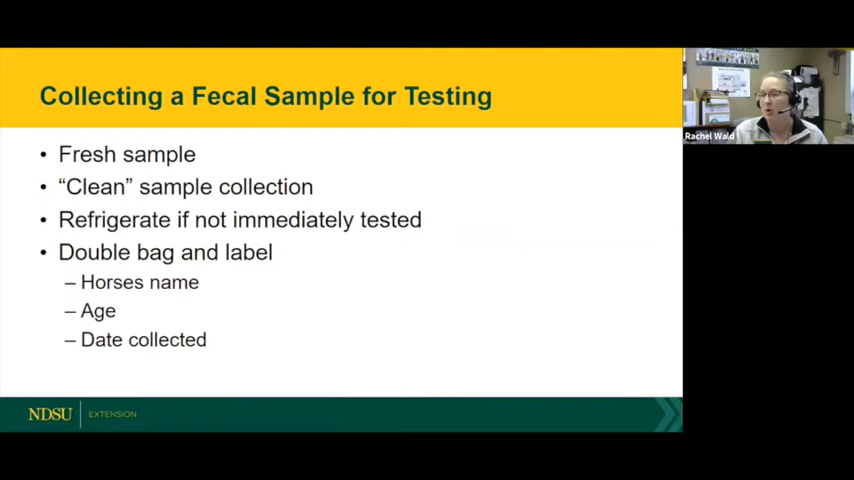 Collecting a Fecal Sample for Testing
Rachel Wald
• Fresh sample
• “Clean” sample collection
• Refrigerate if not immediately tested
• Double bag and label
– Horses name
– Age
– Date collected
NDSU EXTENSION